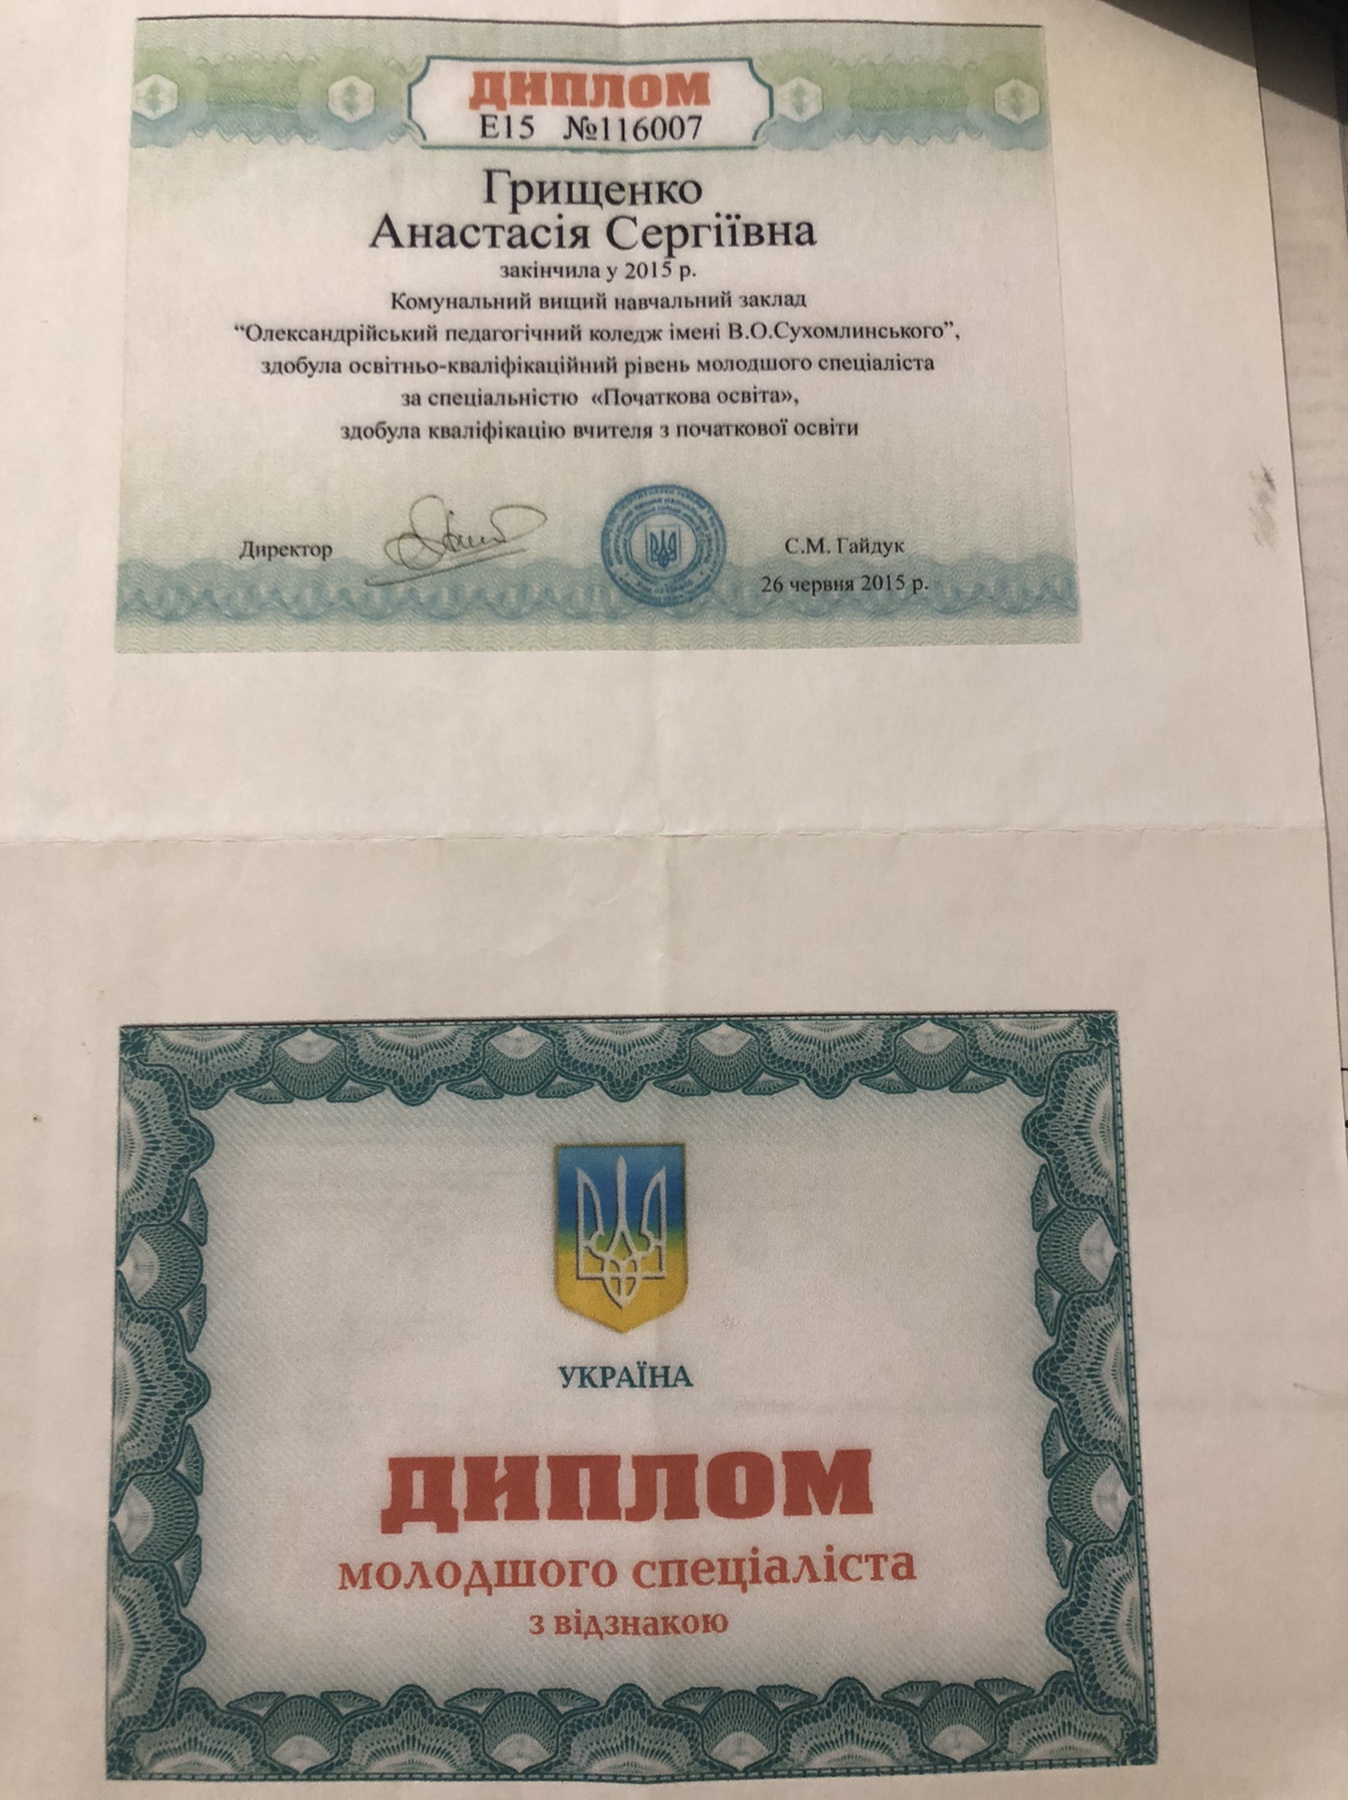 ДИПЛОМ
Е15 №116007
Грищенко
Анастасія Сергіївна
закінчила у 2015 р.
Комунальний вищий навчальний заклад
“Олександрійський педагогічний коледж імені В.О.Сухомлинського”,
здобула освітньо-кваліфікаційний рівень молодшого спеціаліста
за спеціальністю «Початкова освіта»,
здобула кваліфікацію вчителя з початкової освіти
Директор
С.М. Гайдук
26 червня 2015 р.
УКРАЇНА
ДИПЛОМ
молодшого спеціаліста
з відзнакою